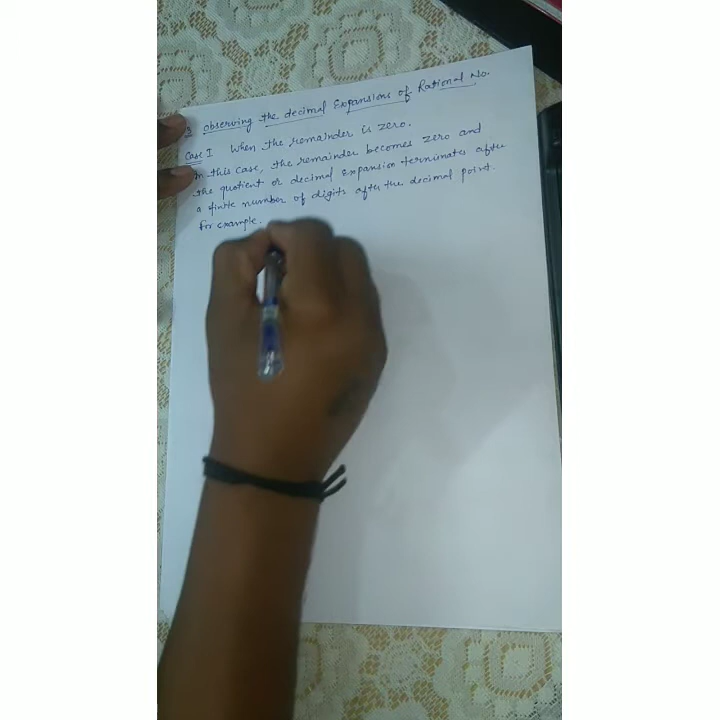 3 observing the decimal Expansions of Rational No.
Case I When the remainder is zero.
In this case, the remainder becomes zero and
the quotient or decimal expansion terminates after
a finite number of digits after the decimal point.
For example.